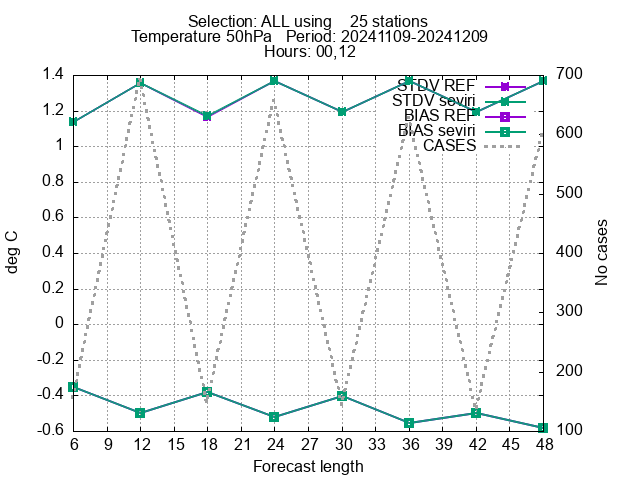 Selection: ALL using    25 stations
Temperature 50hPa   Period: 20241109-20241209
Hours: 00,12
1.4
1.2
1
0.8
0.6
0.4
0.2
0
-0.2
-0.4
-0.6
deg C
STDV REF
STDV seviri
BIAS REF
BIAS seviri
CASES
700
600
500
400
300
200
100
No cases
6 9 12 15 18 21 24 27 30 33 36 39 42 45 48
Forecast length